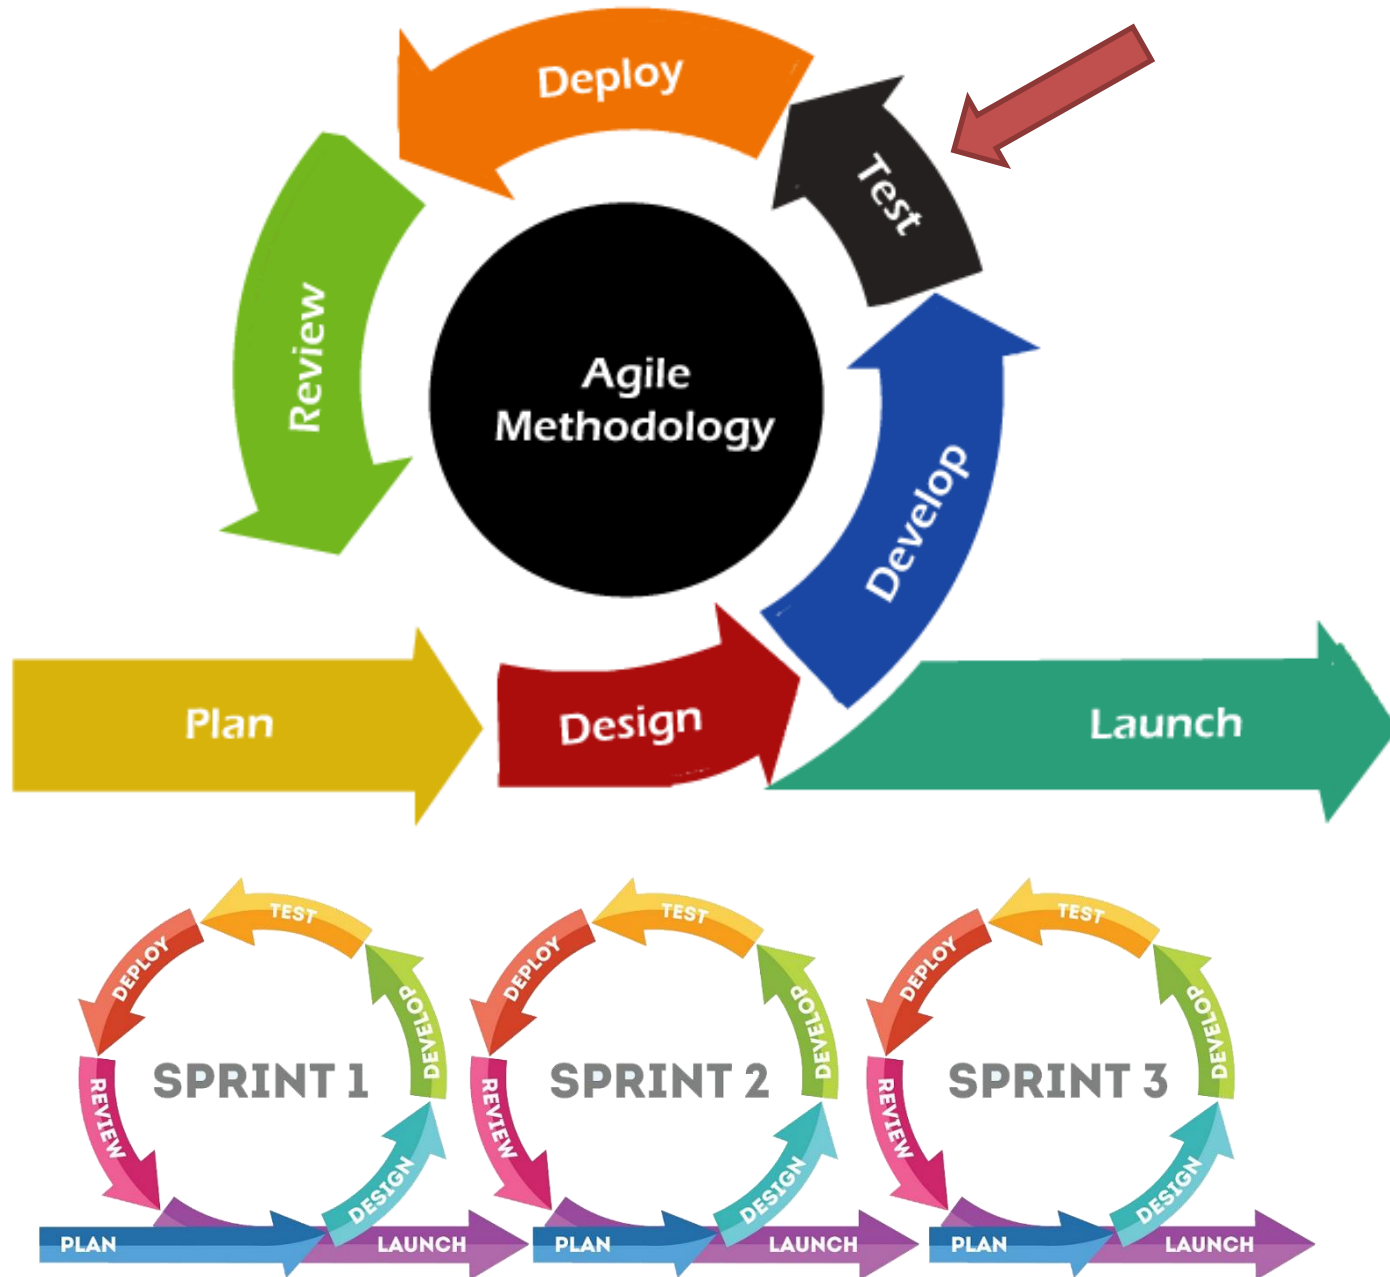 Deploy
Test
Review
Agile
Methodology
Develop
Plan
Design
Launch
TEST
DEPLOY
DEVELOP
REVIEW
SPRINT 1
DESIGN
PLAN
LAUNCH
TEST
DEPLOY
DEVELOP
REVIEW
SPRINT 2
DESIGN
PLAN
LAUNCH
TEST
DEPLOY
DEVELOP
REVIEW
SPRINT 3
DESIGN
PLAN
LAUNCH